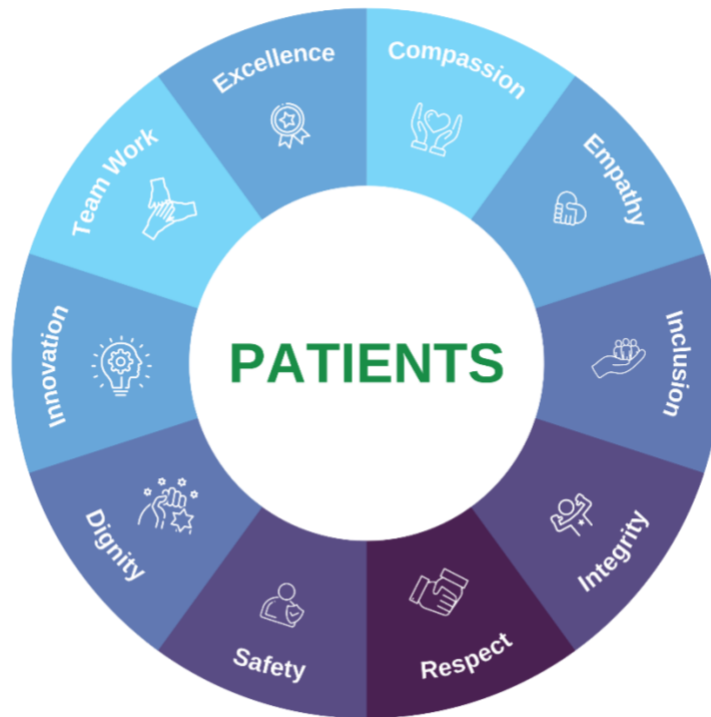 Compassion
Empathy
Inclusion
Integrity
Respect
Safety
Dignity
Innovation
Team Work
Excellence
PATIENTS